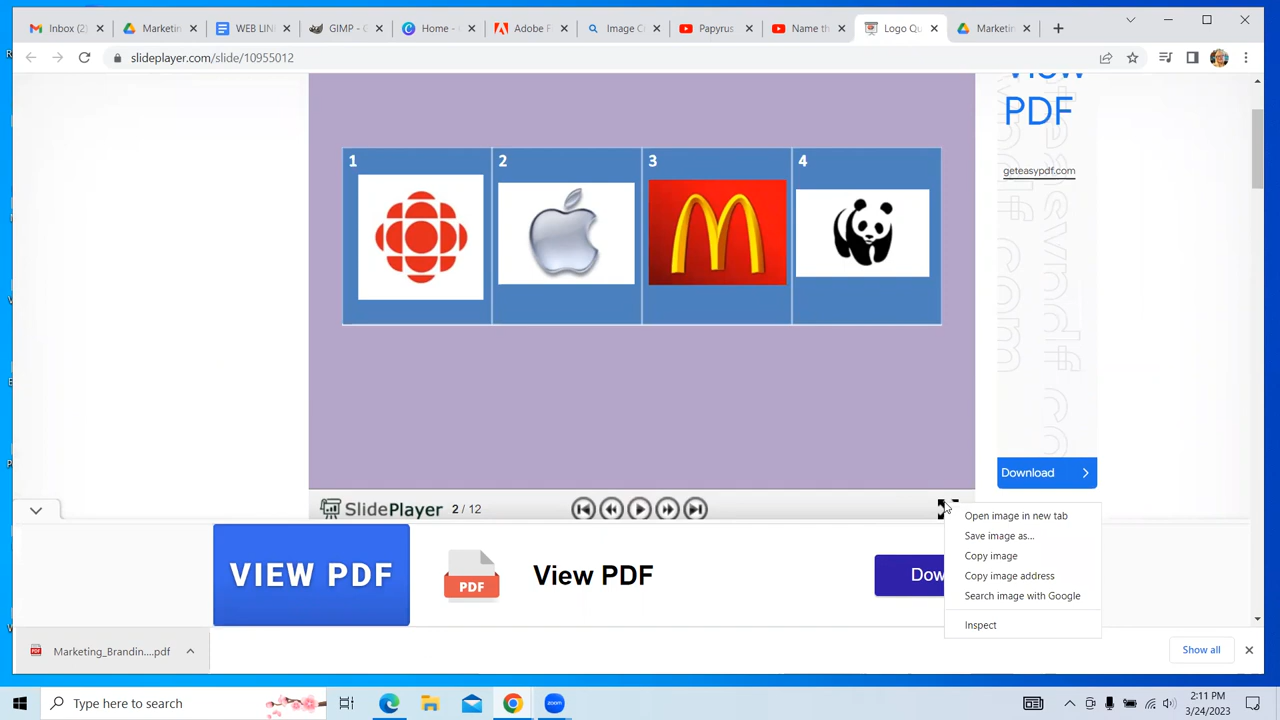 Inbox (2)
Marketin
WEB LIN
GIMP - G
Home - C
Adobe F
Image C
Papyrus
Name th
Logo Qu
Marketin
slideplayer.com/slide/10955012
View
PDF
geteasypdf.com
1
2
3
4
Download
SlidePlayer 2 / 12
Open image in new tab
Save image as...
Copy image
Copy image address
Search image with Google
Inspect
VIEW PDF
PDF
View PDF
Dow
Marketing_Brandin....pdf
Show all
Type here to search
zoom
2:11 PM
3/24/2023